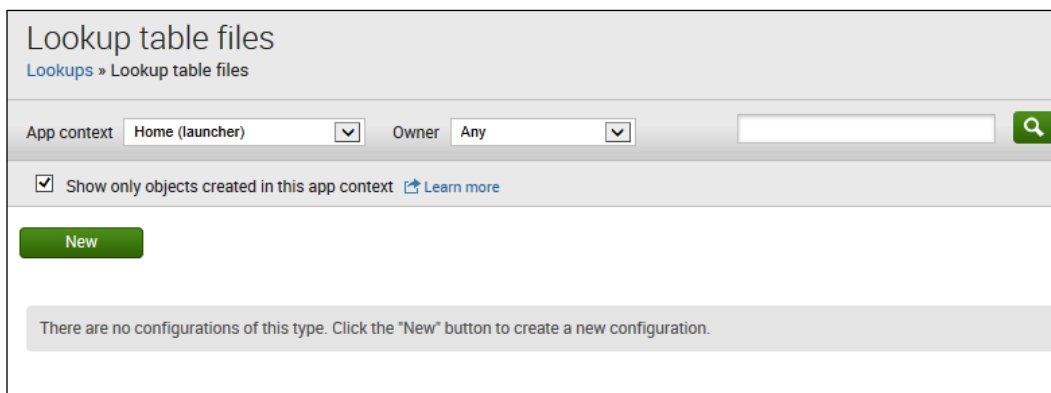 Lookup table files
Lookups » Lookup table files
App context Home (launcher) Owner Any
Show only objects created in this app context Learn more
New
There are no configurations of this type. Click the "New" button to create a new configuration.